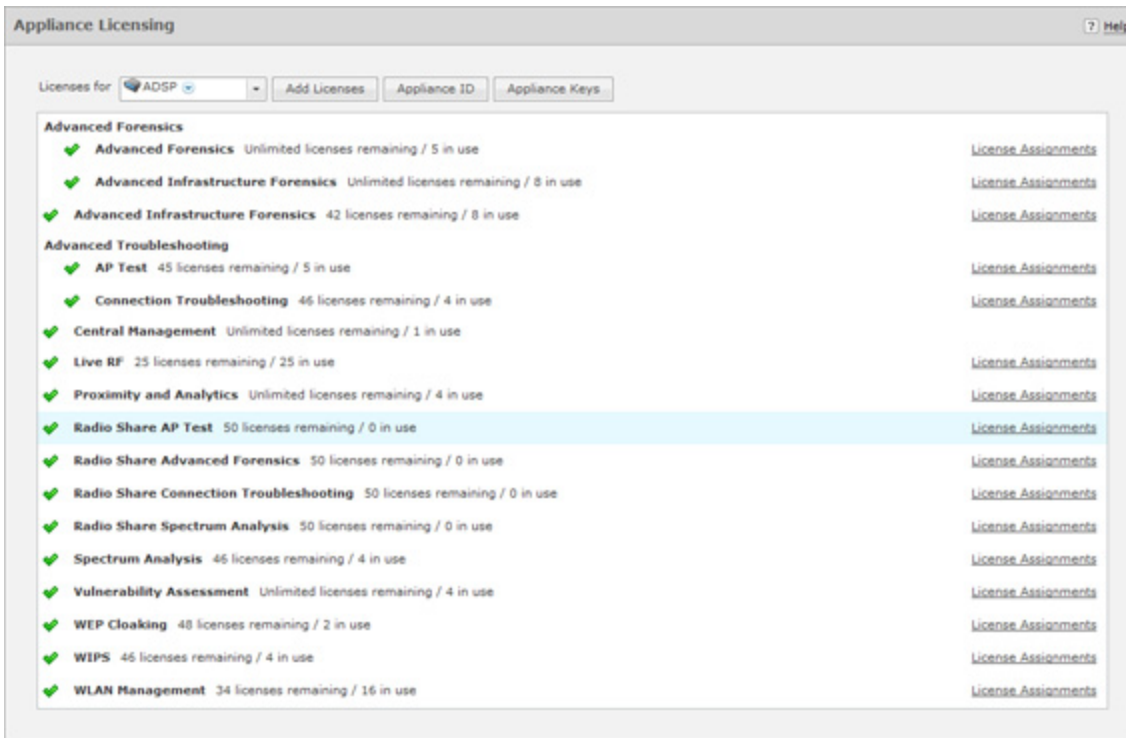 Appliance Licensing
? Help
Licenses for ADSP Add Licenses Appliance ID Appliance Keys
Advanced Forensics
Advanced Forensics Unlimited licenses remaining / 5 in use License Assignments
Advanced Infrastructure Forensics Unlimited licenses remaining / 8 in use License Assignments
Advanced Infrastructure Forensics 42 licenses remaining / 8 in use License Assignments
Advanced Troubleshooting
AP Test 45 licenses remaining / 5 in use License Assignments
Connection Troubleshooting 46 licenses remaining / 4 in use License Assignments
Central Management Unlimited licenses remaining / 1 in use
Live RF 25 licenses remaining / 25 in use License Assignments
Proximity and Analytics Unlimited licenses remaining / 4 in use License Assignments
Radio Share AP Test 50 licenses remaining / 0 in use License Assignments
Radio Share Advanced Forensics 50 licenses remaining / 0 in use License Assignments
Radio Share Connection Troubleshooting 50 licenses remaining / 0 in use License Assignments
Radio Share Spectrum Analysis 50 licenses remaining / 0 in use License Assignments
Spectrum Analysis 46 licenses remaining / 4 in use License Assignments
Vulnerability Assessment Unlimited licenses remaining / 4 in use License Assignments
WEP Cloaking 48 licenses remaining / 2 in use License Assignments
WIPS 46 licenses remaining / 4 in use License Assignments
WLAN Management 34 licenses remaining / 16 in use License Assignments